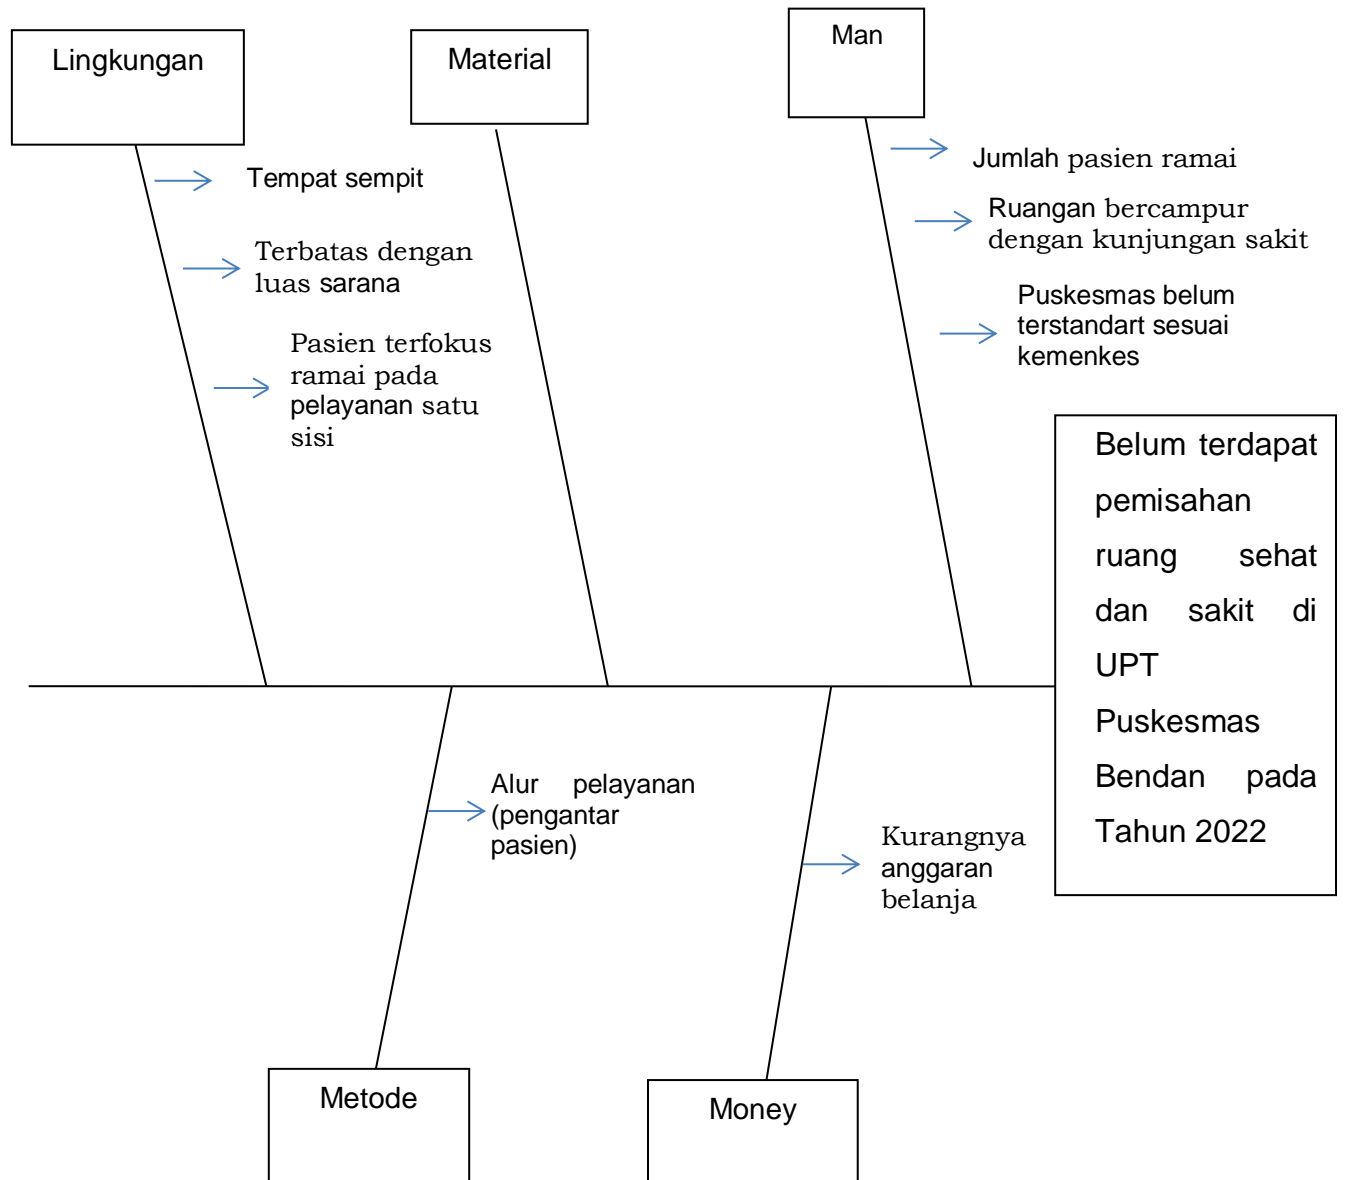 Lingkungan
Tempat sempit
Terbatas dengan
luas sarana
Pasien terfokus
ramai pada
pelayanan satu
sisi
Material
Man
Jumlah pasien ramai
Ruangan bercampur
dengan kunjungan sakit
Puskesmas belum
terstandart sesuai
kemenkes
Belum terdapat
pemisahan
ruang sehat
dan sakit di
UPT
Puskesmas
Bendan pada
Tahun 2022
Alur pelayanan
(pengantar
pasien)
Metode
Kurangnya
anggaran
belanja
Money